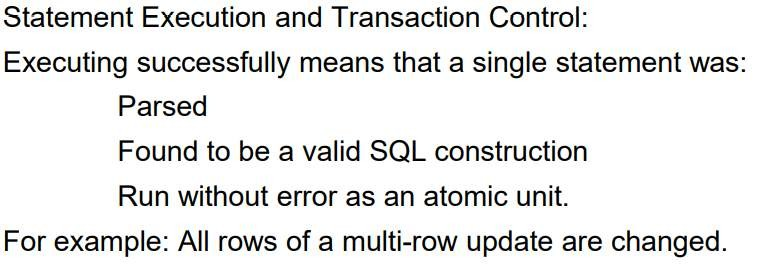 Statement Execution and Transaction Control:
Executing successfully means that a single statement was:
Parsed
Found to be a valid SQL construction
Run without error as an atomic unit.
For example: All rows of a multi-row update are changed.